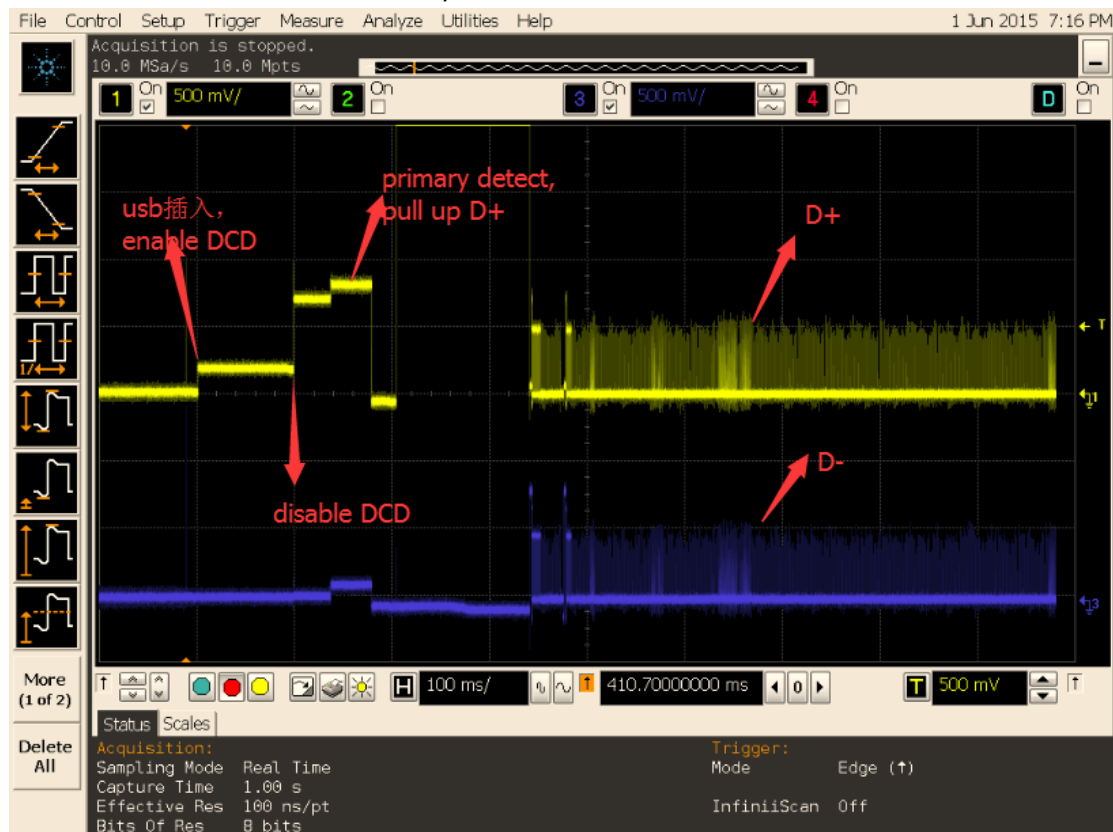 File Control Setup Trigger Measure Analyze Utilities Help 1 Jun 2015 7:16 PM
Acquisition is stopped.
10.0 MSa/s 10.0 Mpts
1 On 500 mV/ 2 On 3 On 500 mV/ 4 On D On
primary detect,
pull up D+
usb插入,
enable DCD
D+
T
1
D-
disable DCD
3
1/
More
(1 of 2)
Delete
All
H 100 ms/ T 410.70000000 ms 0 T 500 mV
Status Scales
Acquisition:
Sampling Mode Real Time
Capture Time 1.00 s
Effective Res 100 ns/pt
Bits Of Res 8 bits
Trigger:
Mode Edge (↑)
InfiniiScan Off